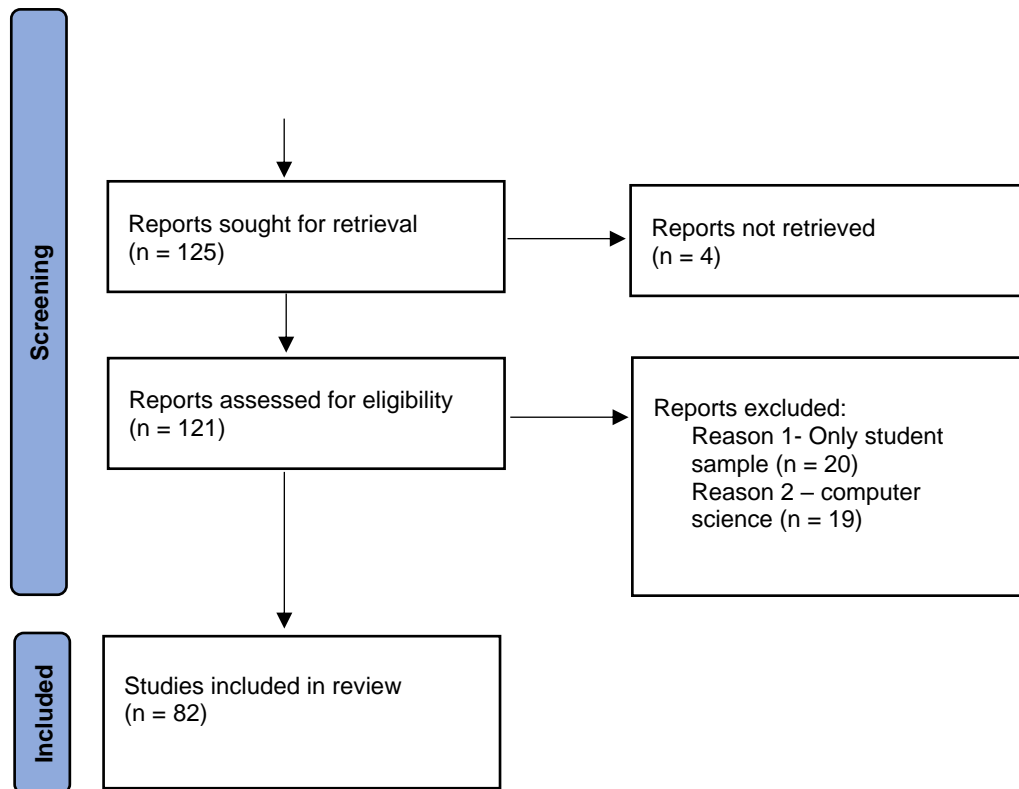 Screening
Reports sought for retrieval
(n = 125)
Reports not retrieved
(n = 4)
Reports assessed for eligibility
(n = 121)
Reports excluded:
Reason 1- Only student
sample (n = 20)
Reason 2 – computer
science (n = 19)
Included
Studies included in review
(n = 82)